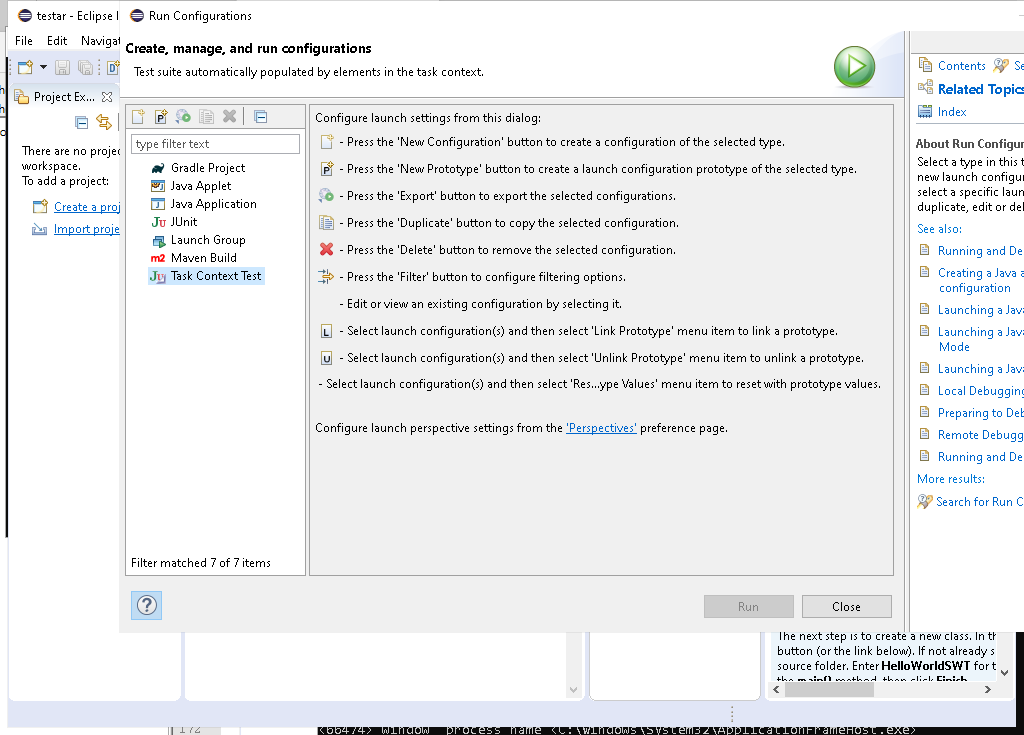 testar - Eclipse I
File Edit Navigat
Project Ex...
There are no projec
workspace.
To add a project:
Create a proj
Import proje
Run Configurations
Create, manage, and run configurations
Test suite automatically populated by elements in the task context.
type filter text
Gradle Project
Java Applet
Java Application
Ju JUnit
Launch Group
m2 Maven Build
Ju Task Context Test
Filter matched 7 of 7 items
Configure launch settings from this dialog:
- Press the 'New Configuration' button to create a configuration of the selected type.
P - Press the 'New Prototype' button to create a launch configuration prototype of the selected type.
- Press the 'Export' button to export the selected configurations.
- Press the 'Duplicate' button to copy the selected configuration.
- Press the 'Delete' button to remove the selected configuration.
- Press the 'Filter' button to configure filtering options.
- Edit or view an existing configuration by selecting it.
L - Select launch configuration(s) and then select 'Link Prototype' menu item to link a prototype.
U - Select launch configuration(s) and then select 'Unlink Prototype' menu item to unlink a prototype.
- Select launch configuration(s) and then select 'Res...ype Values' menu item to reset with prototype values.
Configure launch perspective settings from the 'Perspectives' preference page.
?
Run
Close
Contents Se
Related Topics
Index
About Run Configur
Select a type in this t
new launch configur
select a specific laun
duplicate, edit or del
See also:
Running and De
Creating a Java a
configuration
Launching a Java
Launching a Java
Mode
Launching a Java
Local Debugging
Preparing to Deb
Remote Debugg
Running and De
More results:
Search for Run C
The next step is to create a new class. In th
button (or the link below). If not already s
source folder. Enter HelloWorldSWT for t
the main() method, then click Finish.
172
<66474> window process name <C:\Windows\System32\ApplicationFrameHost.exe>